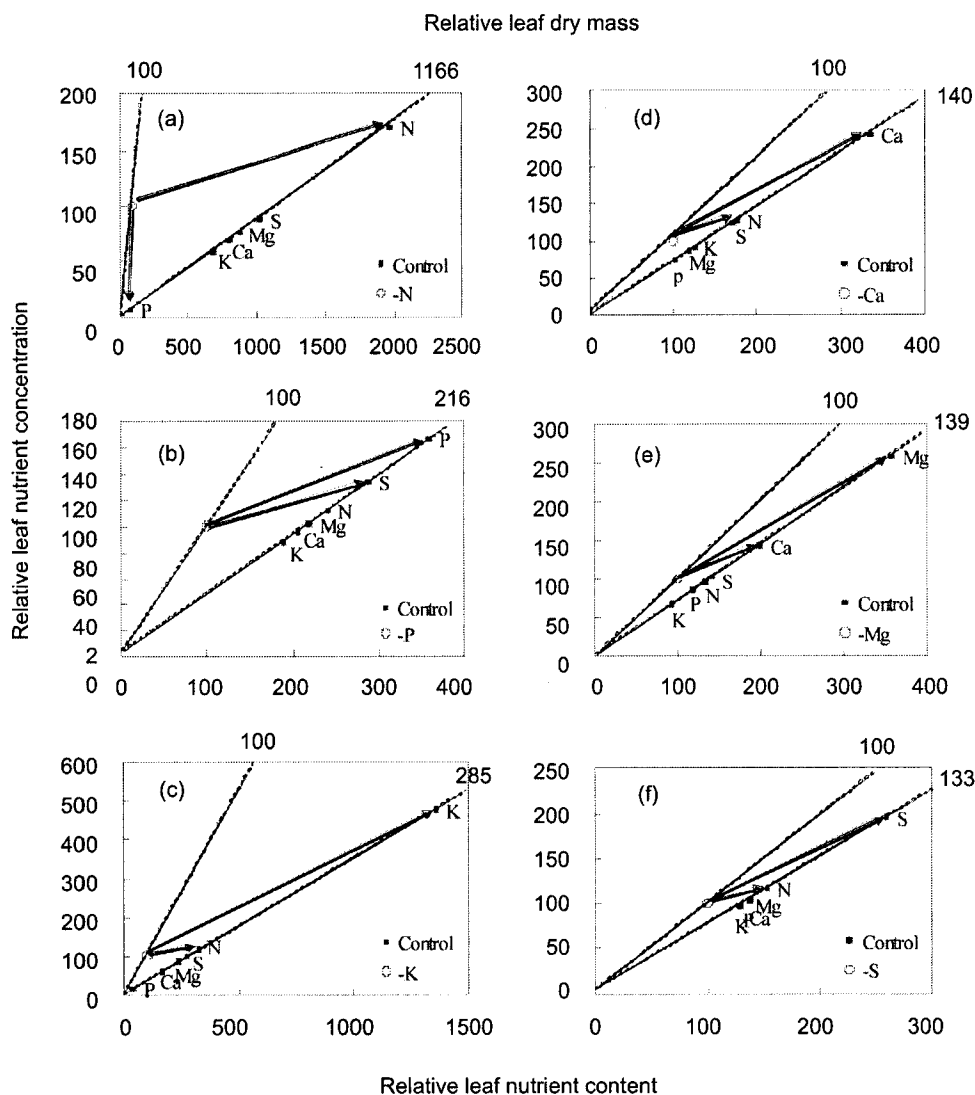 Relative leaf dry mass
100
1166
200
(a)
N
150
100
S
Mg
Ca
K
50
Control
-N
P
0
0 500 1000 1500 2000 2500
100
140
300
(d)
250
Ca
200
150
N
S
100
K
Mg
p
50
Control
-Ca
0
0 100 200 300 400
Relative leaf nutrient concentration
100
216
180
(b)
160
P
140
S
120
N
100
Mg
Ca
80
K
60
40
Control
-P
2
0
0 100 200 300 400
100
139
300
(e)
250
Mg
200
150
Ca
100
S
N
P
K
50
Control
-Mg
0
0 100 200 300 400
100
285
600
(c)
500
K
400
300
200
N
100
S
Mg
Ca
P
0
Control
-K
0 500 1000 1500
100
133
250
(f)
200
S
150
N
100
Mg
Ca
P
K
50
Control
-S
0
0 100 200 300
Relative leaf nutrient content